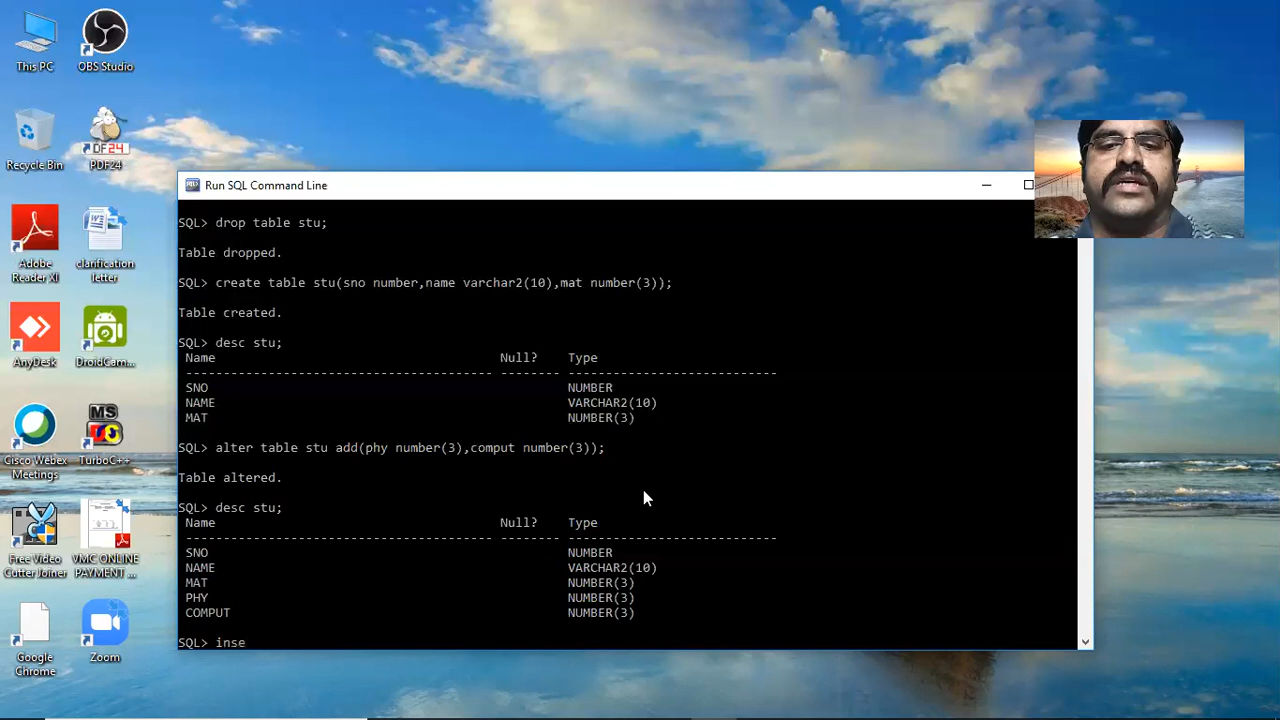 This PC
OBS Studio
Recycle Bin
PDF24
Adobe
Reader XI
clarification
letter
AnyDesk
DroidCam...
Cisco Webex
Meetings
TurboC++
Free Video
Cutter Joiner
VMC ONLINE
PAYMENT ...
Google
Chrome
Zoom
Run SQL Command Line
SQL> drop table stu;
Table dropped.
SQL> create table stu(sno number,name varchar2(10),mat number(3));
Table created.
SQL> desc stu;
Name Null? Type
----------------------------------------- -------- ----------------------------
SNO NUMBER
NAME VARCHAR2(10)
MAT NUMBER(3)
SQL> alter table stu add(phy number(3),comput number(3));
Table altered.
SQL> desc stu;
Name Null? Type
----------------------------------------- -------- ----------------------------
SNO NUMBER
NAME VARCHAR2(10)
MAT NUMBER(3)
PHY NUMBER(3)
COMPUT NUMBER(3)
SQL> inse